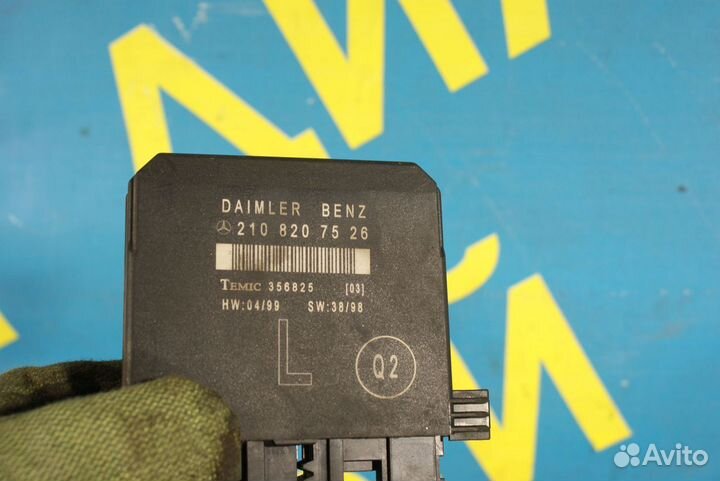 DAIMLER BENZ
210 820 75 26
TEMIC 356825 [03]
HW:04/99 SW:38/98
L
Q2
Avito